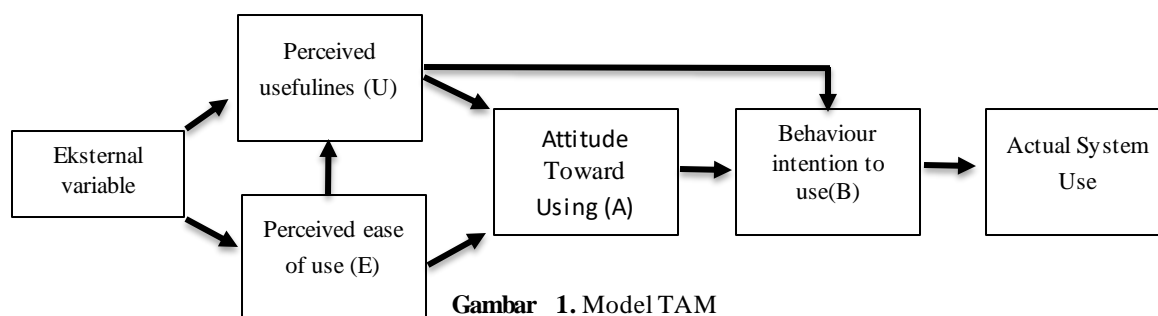 Eksternal
variable
Perceived
usefulines (U)
Perceived ease
of use (E)
Attitude
Toward
Using (A)
Behaviour
intention to
use(B)
Actual System
Use
Gambar 1. Model TAM